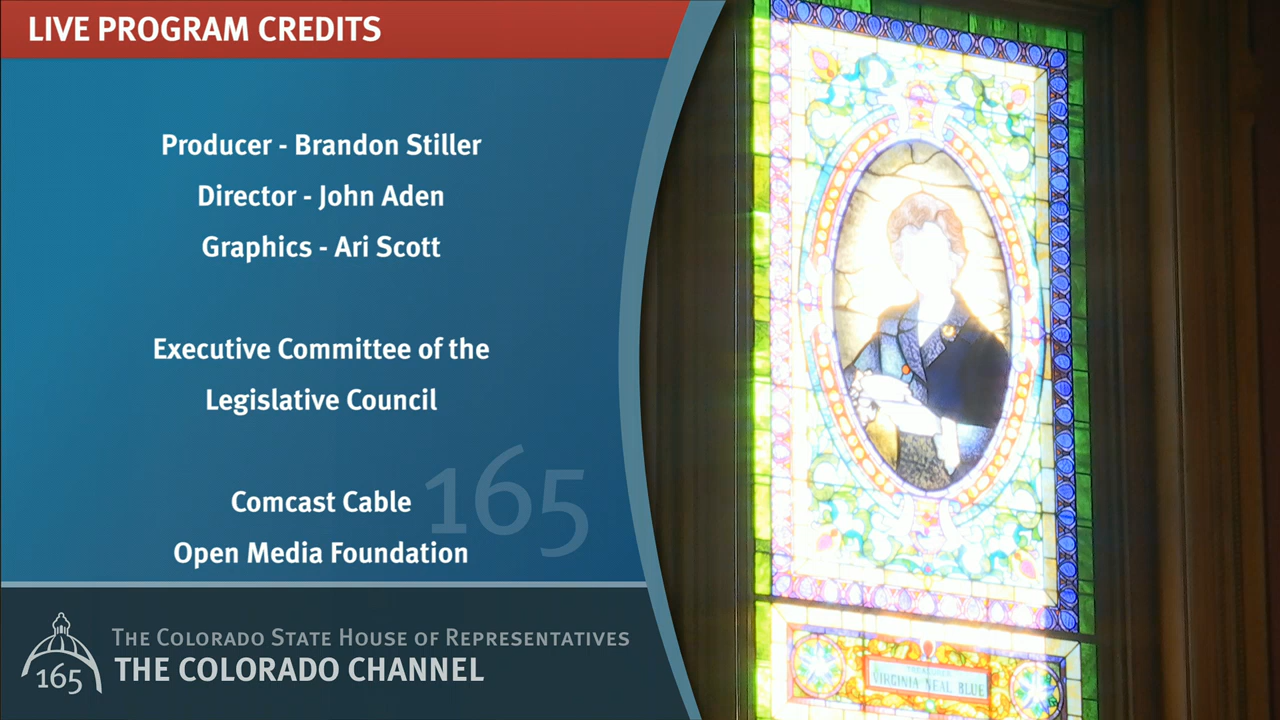 LIVE PROGRAM CREDITS
Producer - Brandon Stiller
Director - John Aden
Graphics - Ari Scott
Executive Committee of the
Legislative Council
Comcast Cable
Open Media Foundation
165
165
THE COLORADO STATE HOUSE OF REPRESENTATIVES
THE COLORADO CHANNEL
TREASURER
VIRGINIA NEAL BLUE